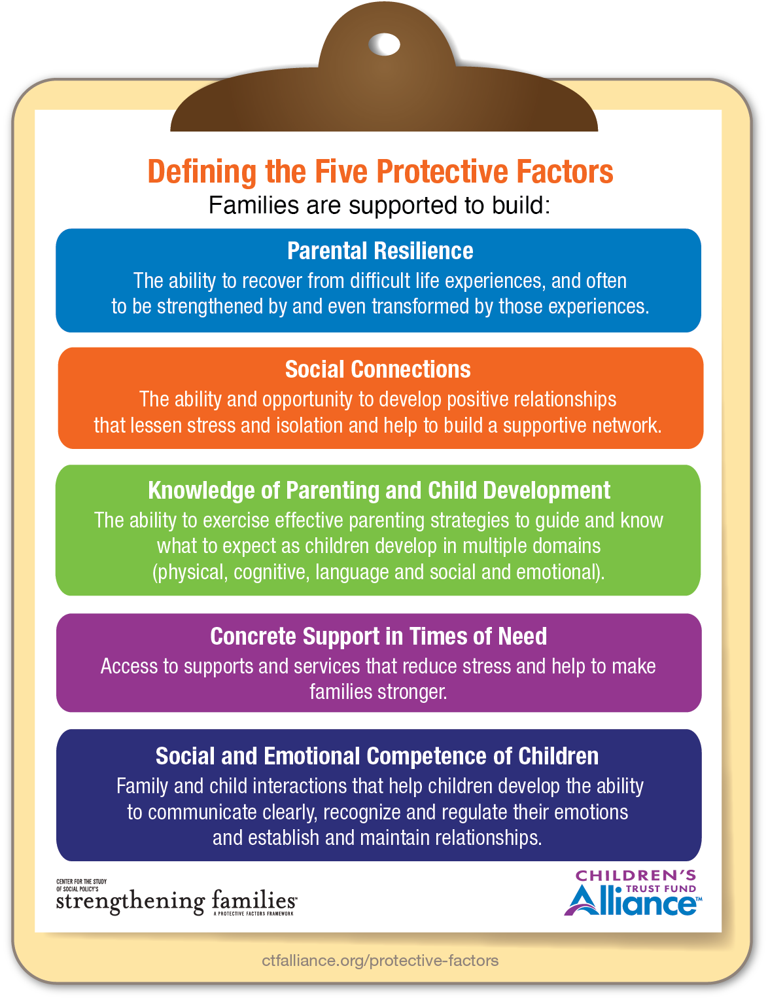 Defining the Five Protective Factors
Families are supported to build:
Parental Resilience
The ability to recover from difficult life experiences, and often
to be strengthened by and even transformed by those experiences.
Social Connections
The ability and opportunity to develop positive relationships
that lessen stress and isolation and help to build a supportive network.
Knowledge of Parenting and Child Development
The ability to exercise effective parenting strategies to guide and know
what to expect as children develop in multiple domains
(physical, cognitive, language and social and emotional).
Concrete Support in Times of Need
Access to supports and services that reduce stress and help to make
families stronger.
Social and Emotional Competence of Children
Family and child interactions that help children develop the ability
to communicate clearly, recognize and regulate their emotions
and establish and maintain relationships.
CENTER FOR THE STUDY
OF SOCIAL POLICY'S
strengthening families™
A PROTECTIVE FACTORS FRAMEWORK
CHILDREN'S
TRUST FUND
Alliance™
ctfalliance.org/protective-factors